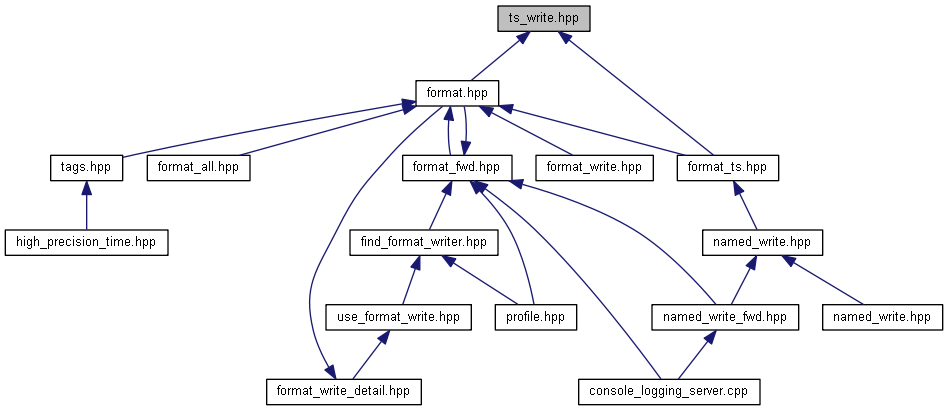 ts_write.hpp
format.hpp
tags.hpp
format_all.hpp
format_fwd.hpp
format_write.hpp
format_ts.hpp
high_precision_time.hpp
find_format_writer.hpp
named_write.hpp
use_format_write.hpp
profile.hpp
named_write_fwd.hpp
named_write.hpp
format_write_detail.hpp
console_logging_server.cpp